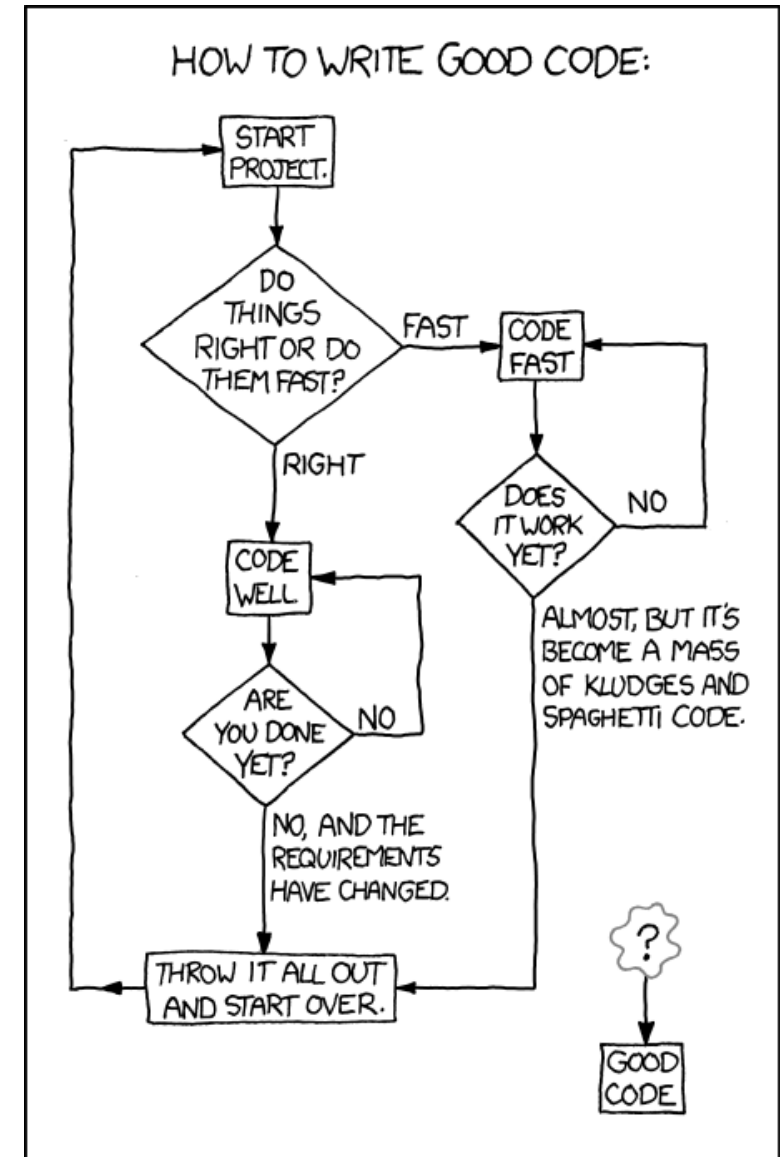 HOW TO WRITE GOOD CODE:
START
PROJECT.
DO
THINGS
RIGHT OR DO
THEM FAST?
FAST
CODE
FAST
RIGHT
DOES
IT WORK
YET?
NO
CODE
WELL
ALMOST, BUT IT'S
BECOME A MASS
OF KLUDGES AND
SPAGHETTI CODE.
ARE
YOU DONE
YET?
NO
NO, AND THE
REQUIREMENTS
HAVE CHANGED.
THROW IT ALL OUT
AND START OVER.
?
GOOD
CODE